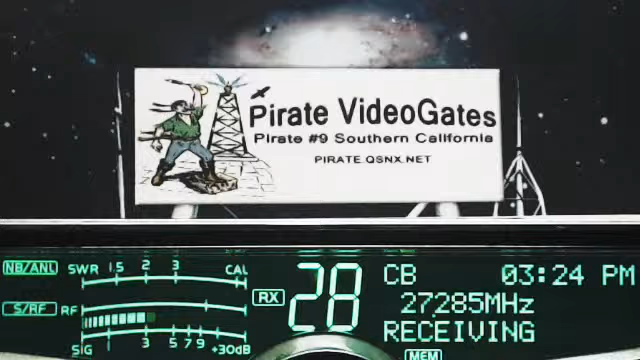 Pirate VideoGates
Pirate #9 Southern California
PIRATE.QSNX.NET
NB/ANL SWR 1.5 2 3 CAL
S/RF RF
SIG 3 5 7 9 +30dB
RX 28
CB 03:24 PM
27285MHz
RECEIVING
MEM